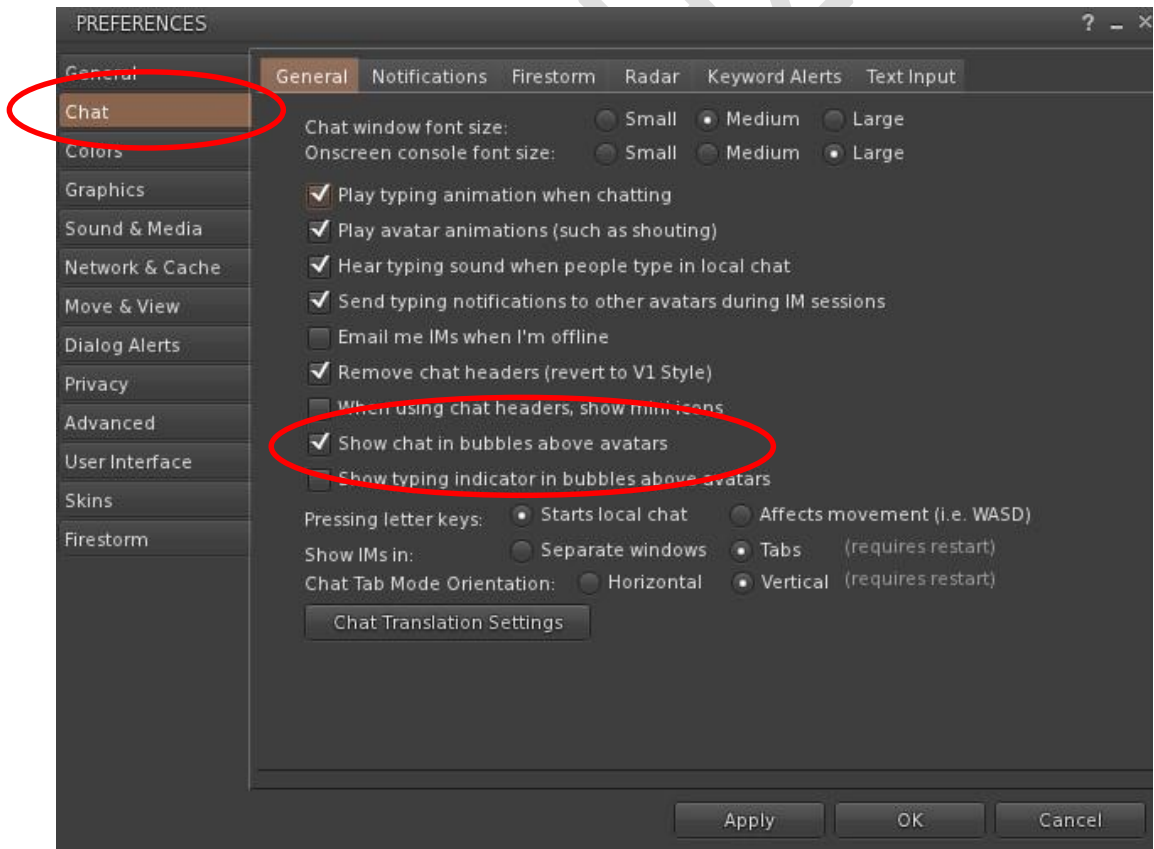 PREFERENCES ? – ×
General
Chat
Colors
Graphics
Sound & Media
Network & Cache
Move & View
Dialog Alerts
Privacy
Advanced
User Interface
Skins
Firestorm
General Notifications Firestorm Radar Keyword Alerts Text Input
Chat window font size: Small Medium Large
Onscreen console font size: Small Medium Large
Play typing animation when chatting
Play avatar animations (such as shouting)
Hear typing sound when people type in local chat
Send typing notifications to other avatars during IM sessions
Email me IMs when I'm offline
Remove chat headers (revert to V1 Style)
When using chat headers, show mini icons
Show chat in bubbles above avatars
Show typing indicator in bubbles above avatars
Pressing letter keys: Starts local chat Affects movement (i.e. WASD)
Show IMs in: Separate windows Tabs (requires restart)
Chat Tab Mode Orientation: Horizontal Vertical (requires restart)
Chat Translation Settings
Apply OK Cancel